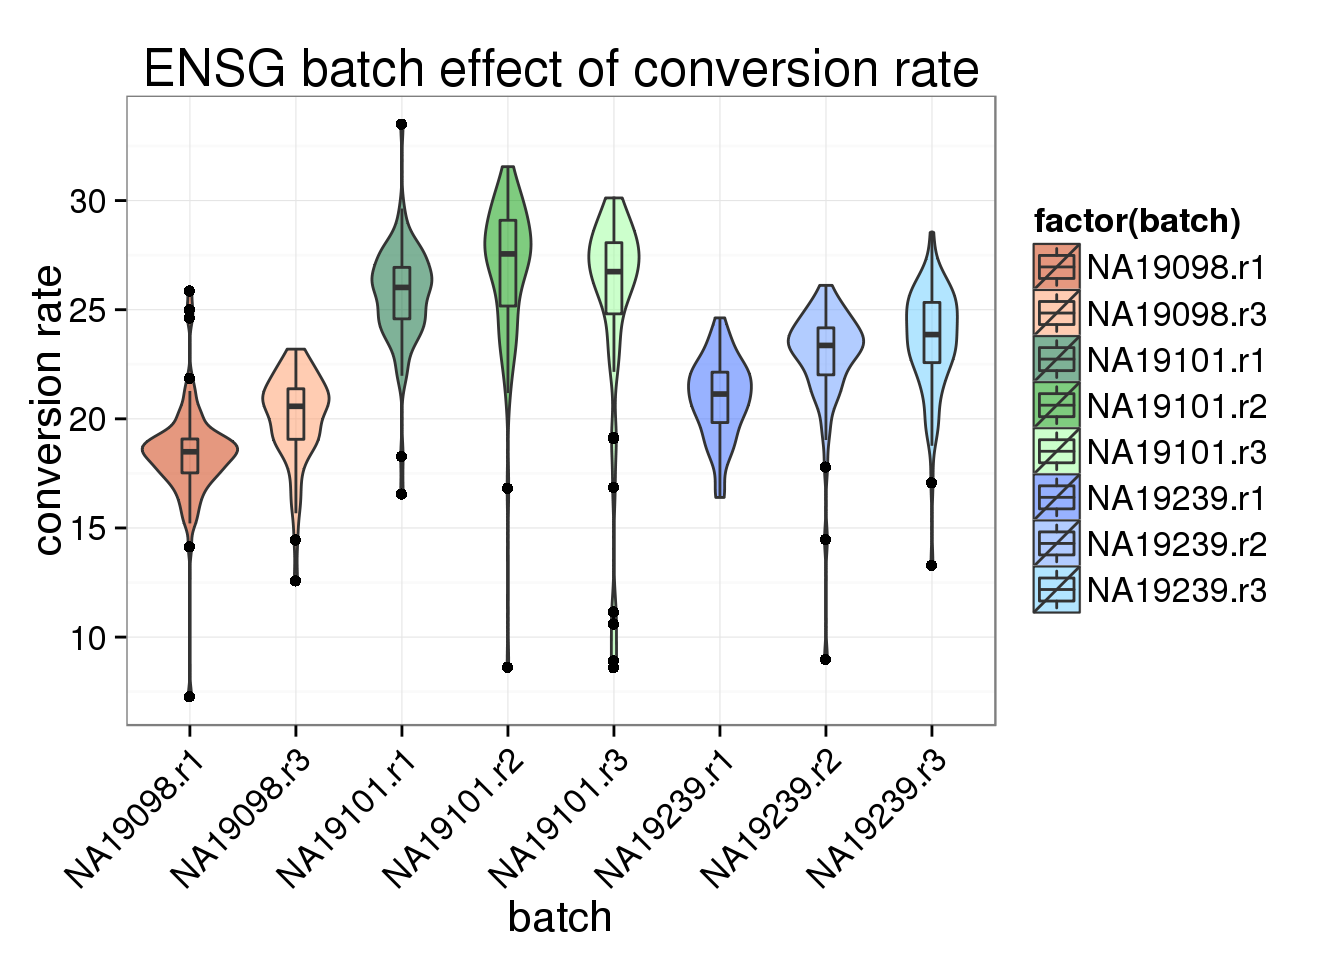 ENSG batch effect of conversion rate
conversion rate
30
25
20
15
10
NA19098.r1
NA19098.r3
NA19101.r1
NA19101.r2
NA19101.r3
NA19239.r1
NA19239.r2
NA19239.r3
batch
factor(batch)
NA19098.r1
NA19098.r3
NA19101.r1
NA19101.r2
NA19101.r3
NA19239.r1
NA19239.r2
NA19239.r3